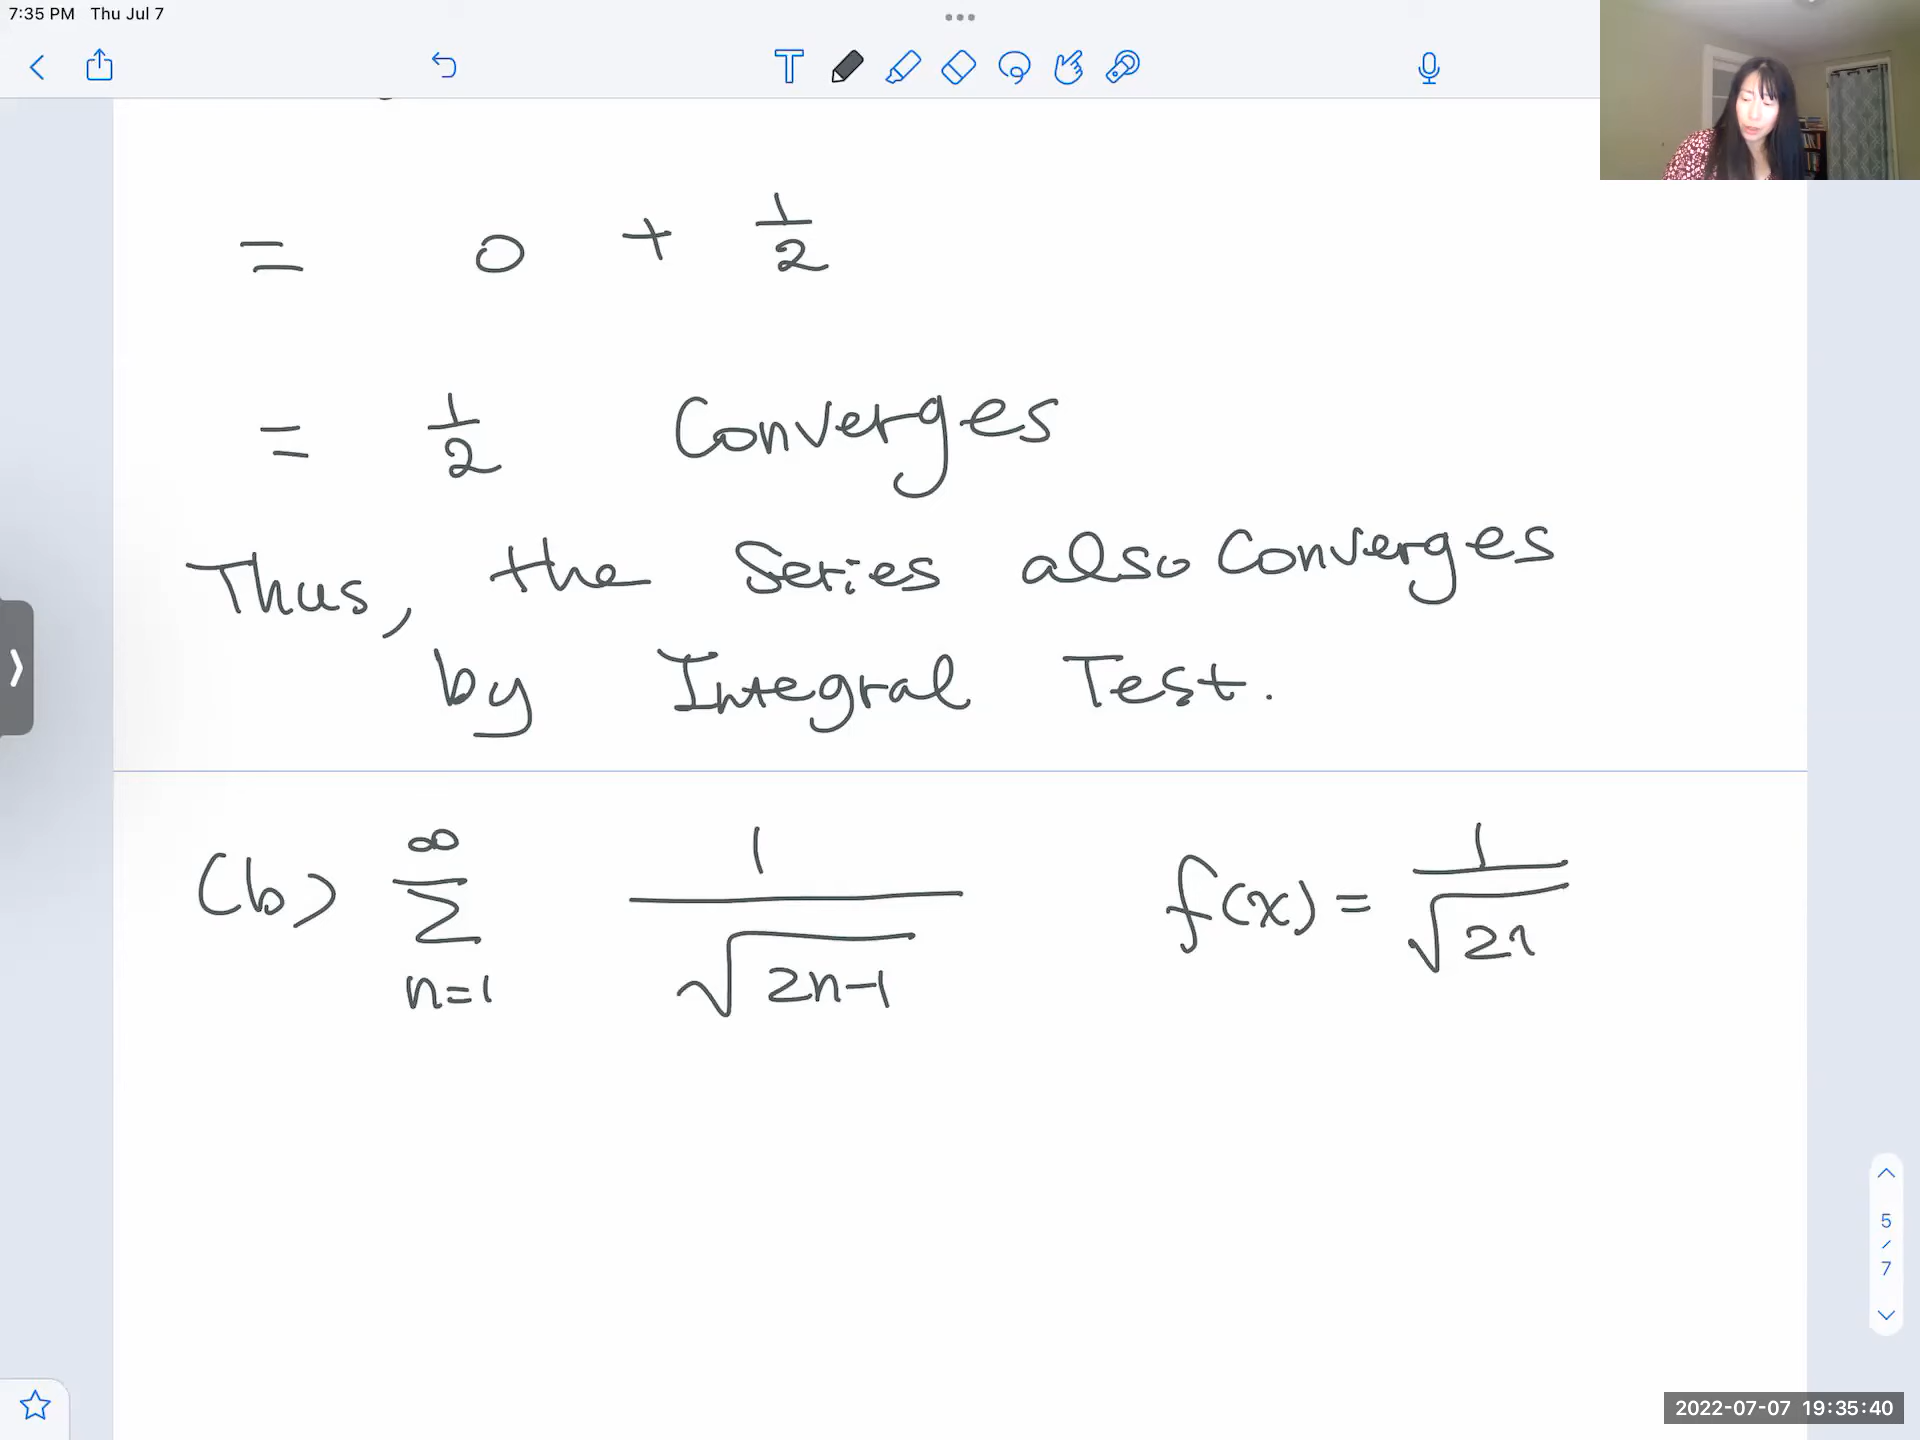 7:35 PM Thu Jul 7
= 0 + 1/2
= 1/2 Converges
Thus, the Series also Converges
by Integral Test.
(b) ∞ ∑ n=1 1/√(2n-1) f(x) = 1/√2
5 / 7
2022-07-07 19:35:40